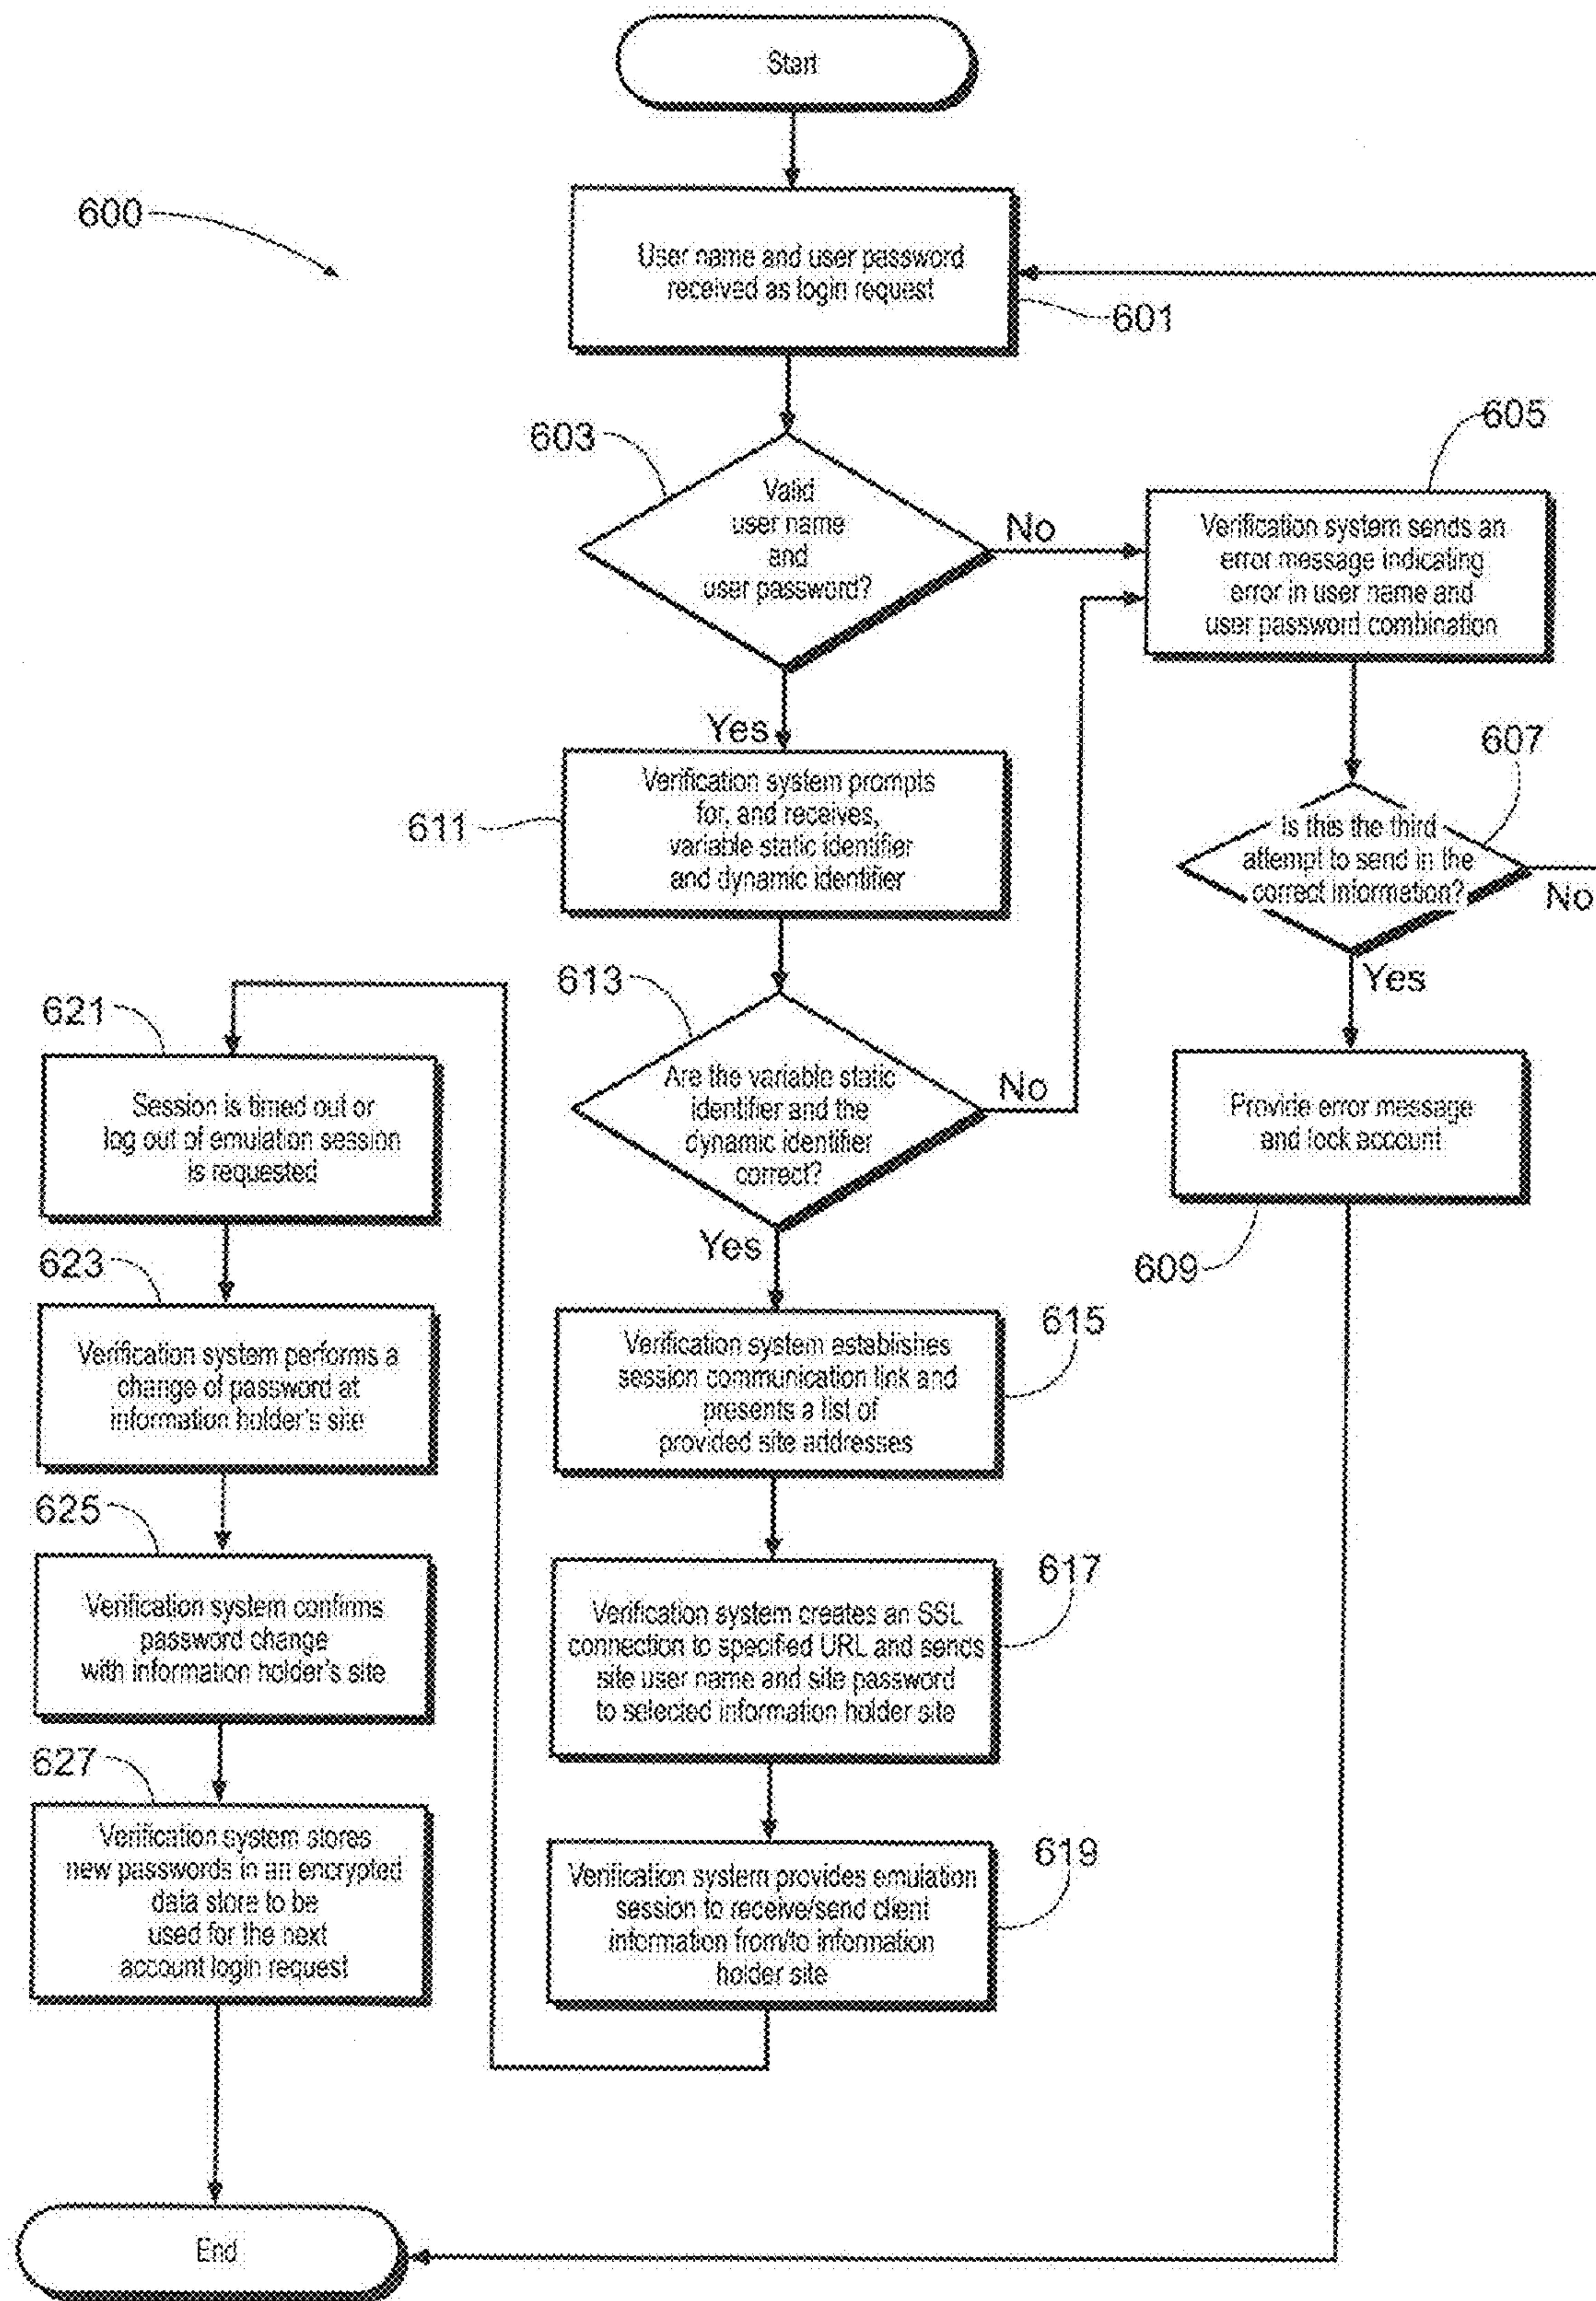 Start
600
User name and user password
received as login request
601
603
Valid
user name
and
user password?
No
605
Verification system sends an
error message indicating
error in user name and
user password combination
Yes
611
Verification system prompts
for, and receives,
variable static identifier
and dynamic identifier
607
Is this the third
attempt to send in the
correct information?
No
Yes
613
Are the variable static
identifier and the
dynamic identifier
correct?
No
Yes
Provide error message
and lock account
609
615
Verification system establishes
session communication link and
presents a list of
provided site addresses
617
Verification system creates an SSL
connection to specified URL and sends
site user name and site password
to selected information holder site
619
Verification system provides emulation
session to receive/send client
information from/to information
holder site
621
Session is timed out or
log out of emulation session
is requested
623
Verification system performs a
change of password at
information holder's site
625
Verification system confirms
password change
with information holder's site
627
Verification system stores
new passwords in an encrypted
data store to be
used for the next
account login request
End